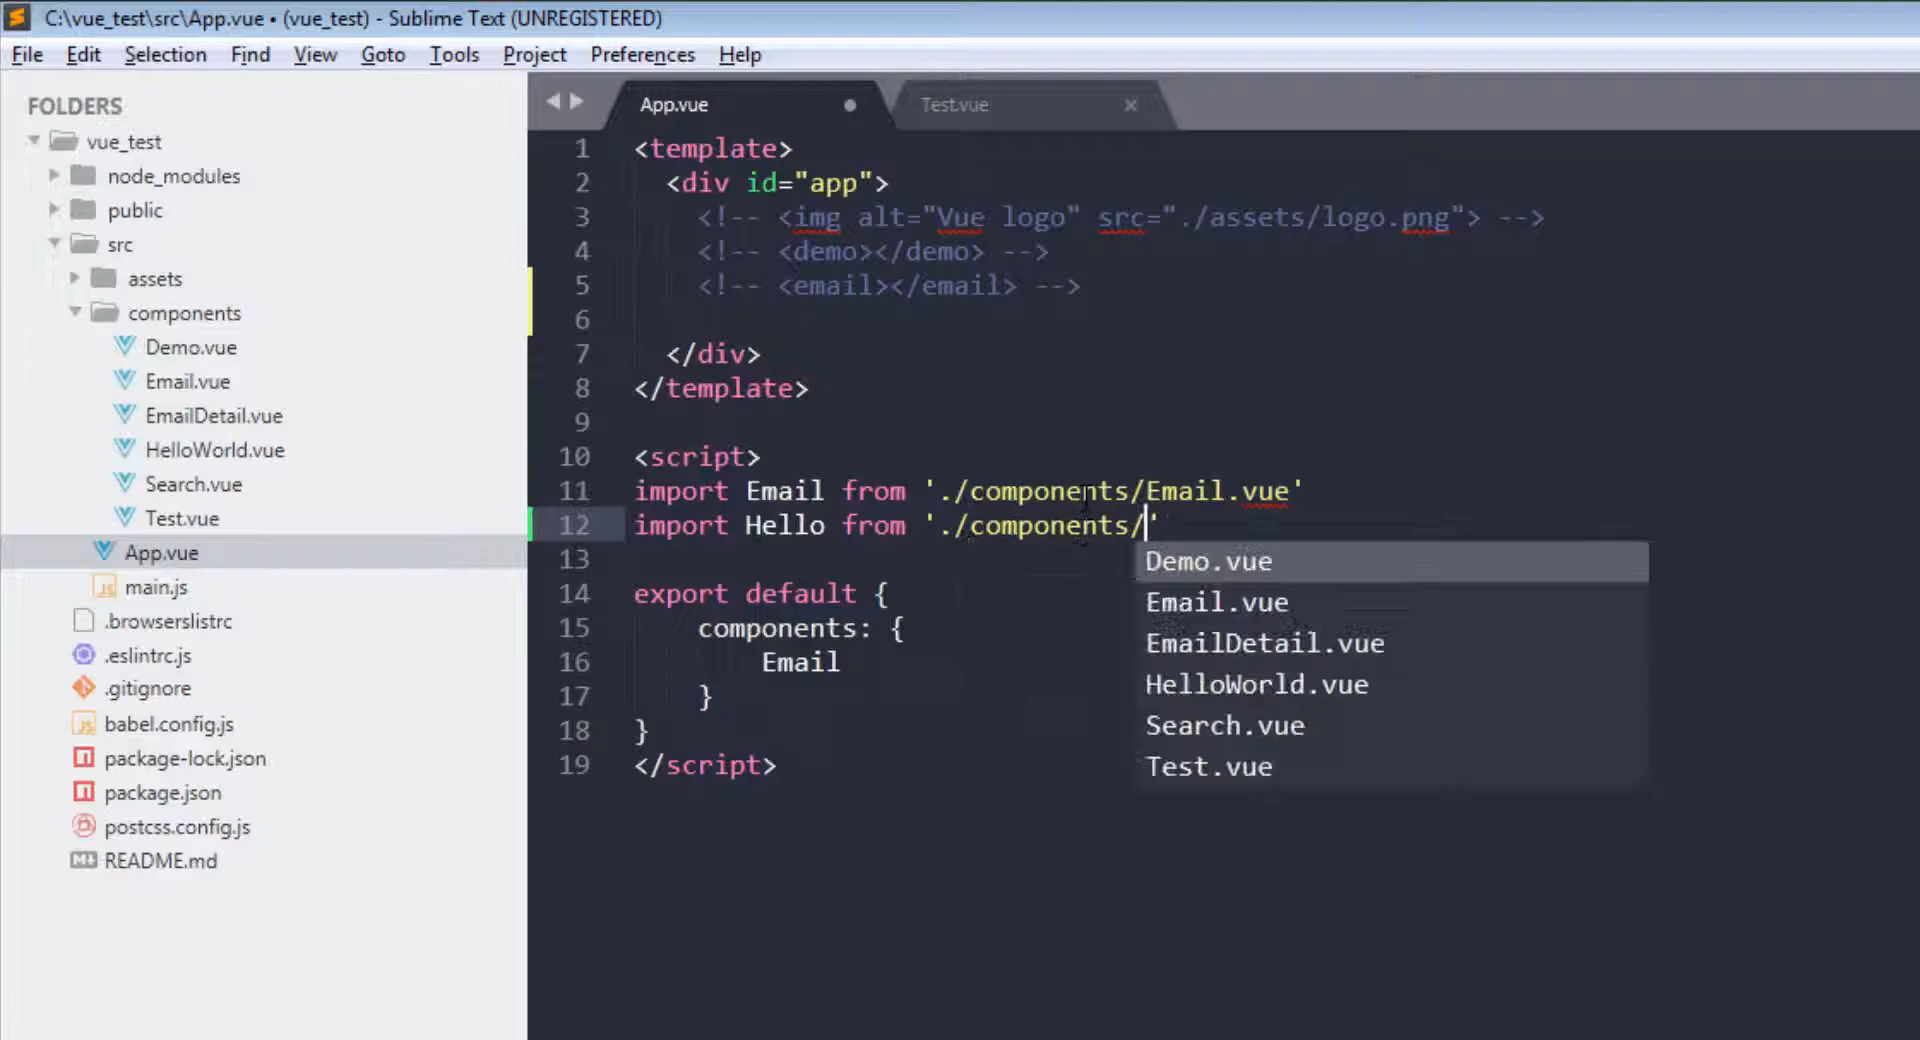 C:\vue_test\src\App.vue • (vue_test) - Sublime Text (UNREGISTERED)
File Edit Selection Find View Goto Tools Project Preferences Help
FOLDERS
vue_test
node_modules
public
src
assets
components
Demo.vue
Email.vue
EmailDetail.vue
HelloWorld.vue
Search.vue
Test.vue
App.vue
main.js
.browserslistrc
.eslintrc.js
.gitignore
babel.config.js
package-lock.json
package.json
postcss.config.js
README.md
App.vue Test.vue
1 <template>
2 <div id="app">
3 <!-- <img alt="Vue logo" src="./assets/logo.png"> -->
4 <!-- <demo></demo> -->
5 <!-- <email></email> -->
6
7 </div>
8 </template>
9
10 <script>
11 import Email from './components/Email.vue'
12 import Hello from './components/'
13
14 export default {
15 components: {
16 Email
17 }
18 }
19 </script>
Demo.vue
Email.vue
EmailDetail.vue
HelloWorld.vue
Search.vue
Test.vue